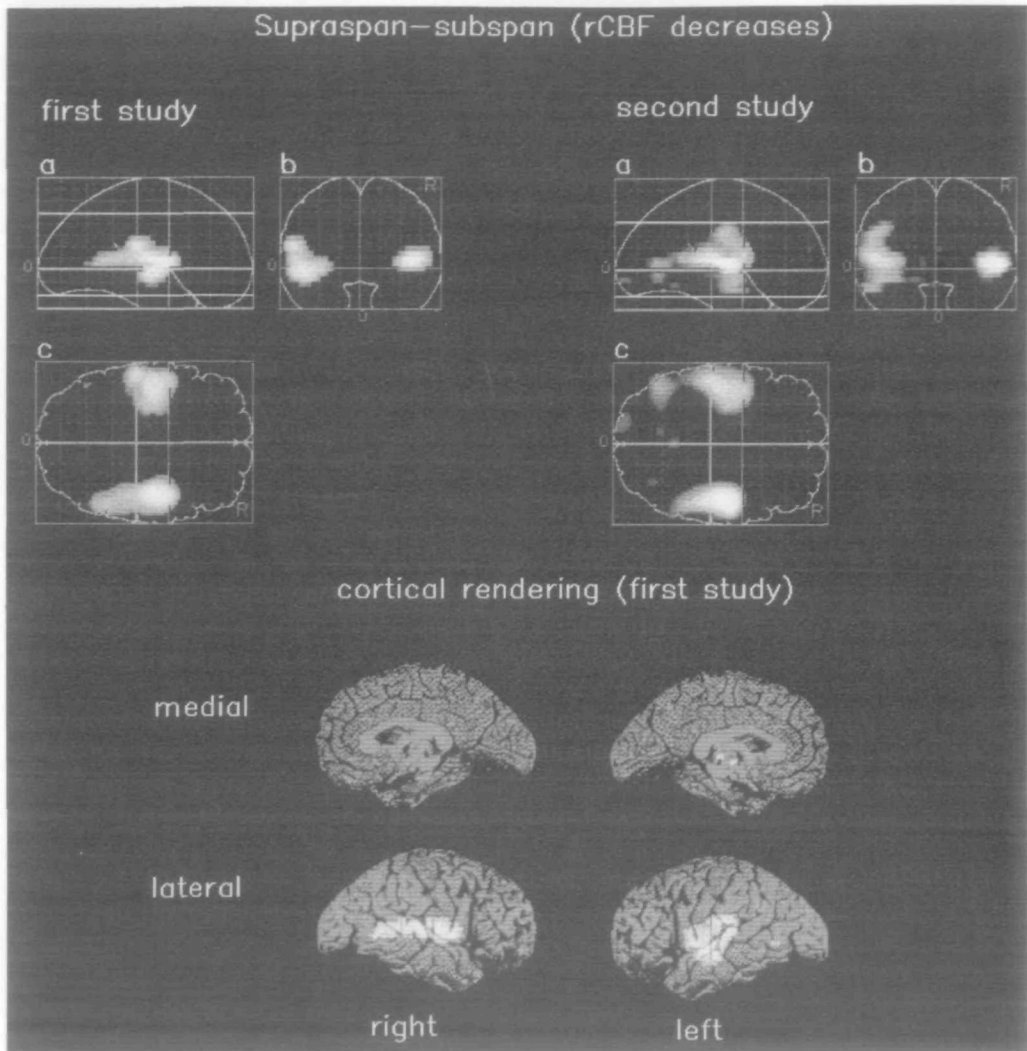 Supraspan-subspan (rCBF decreases)
first study
second study
a
b
R
0
0
c
0
R
a
b
R
0
0
c
0
R
cortical rendering (first study)
medial
lateral
right
left